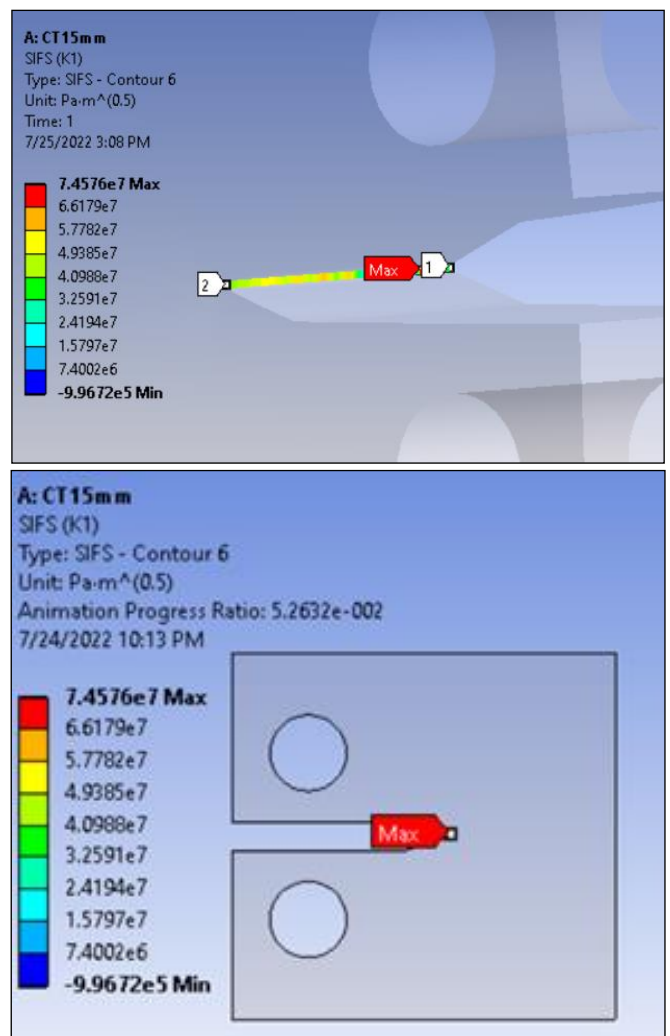 A: CT15mm
SIFS (K1)
Type: SIFS - Contour 6
Unit: Pa·m^(0.5)
Time: 1
7/25/2022 3:08 PM
7.4576e7 Max
6.6179e7
5.7782e7
4.9385e7
4.0988e7
3.2591e7
2.4194e7
1.5797e7
7.4002e6
-9.9672e5 Min
2
Max
1
A: CT15mm
SIFS (K1)
Type: SIFS - Contour 6
Unit: Pa·m^(0.5)
Animation Progress Ratio: 5.2632e-002
7/24/2022 10:13 PM
7.4576e7 Max
6.6179e7
5.7782e7
4.9385e7
4.0988e7
3.2591e7
2.4194e7
1.5797e7
7.4002e6
-9.9672e5 Min
Max